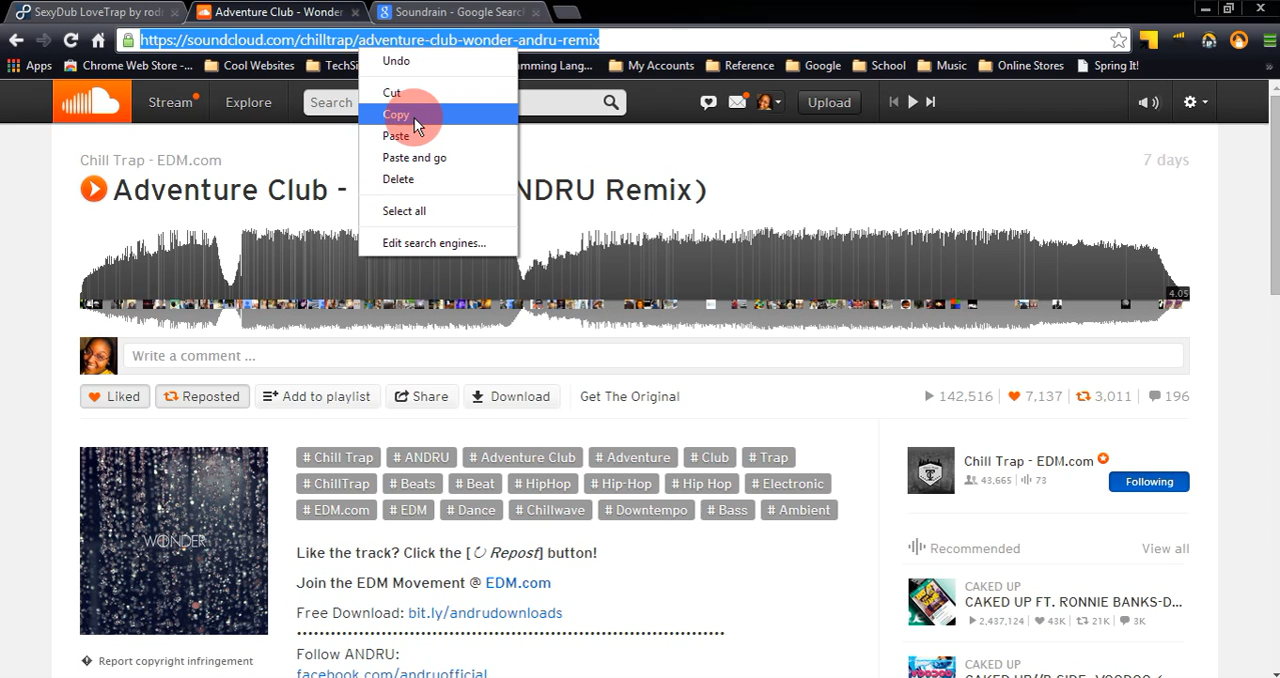 SexyDub LoveTrap by rodr
Adventure Club - Wonder
Soundrain - Google Search
https://soundcloud.com/chilltrap/adventure-club-wonder-andru-remix
Apps Chrome Web Store -... Cool Websites TechSi mming Lang... My Accounts Reference Google School Music Online Stores Spring It! »
Undo
Cut
Copy
Paste
Paste and go
Delete
Select all
Edit search engines...
Stream Explore Search Upload
Chill Trap - EDM.com 7 days
Adventure Club - NDRU Remix)
4.05
Write a comment ...
Liked Reposted Add to playlist Share Download Get The Original 142,516 7,137 3,011 196
WONDER
# Chill Trap # ANDRU # Adventure Club # Adventure # Club # Trap
# ChillTrap # Beats # Beat # HipHop # Hip-Hop # Hip Hop # Electronic
# EDM.com # EDM # Dance # Chillwave # Downtempo # Bass # Ambient
Like the track? Click the [ Repost] button!
Join the EDM Movement @ EDM.com
Free Download: bit.ly/andrudownloads
Follow ANDRU:
facebook.com/andruofficial
Report copyright infringement
Chill Trap - EDM.com
43,665 73
Following
Recommended View all
CAKED UP
CAKED UP FT. RONNIE BANKS-D...
2,437,124 43K 21K 3K
CAKED UP
CAKED UP//B-SIDE- VOODOO (